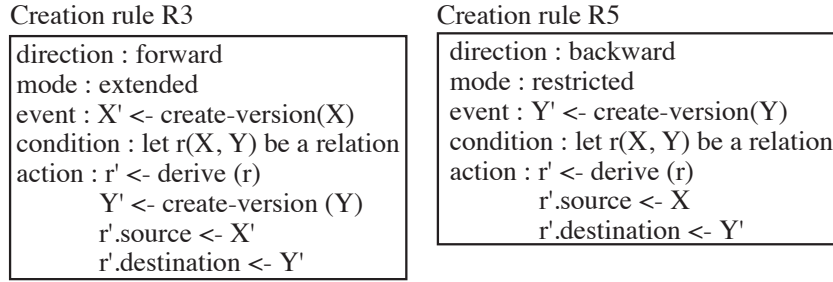 Creation rule R3
direction : forward
mode : extended
event : X' <- create-version(X)
condition : let r(X, Y) be a relation
action : r' <- derive (r)
Y' <- create-version (Y)
r'.source <- X'
r'.destination <- Y'
Creation rule R5
direction : backward
mode : restricted
event : Y' <- create-version(Y)
condition : let r(X, Y) be a relation
action : r' <- derive (r)
r'.source <- X
r'.destination <- Y'